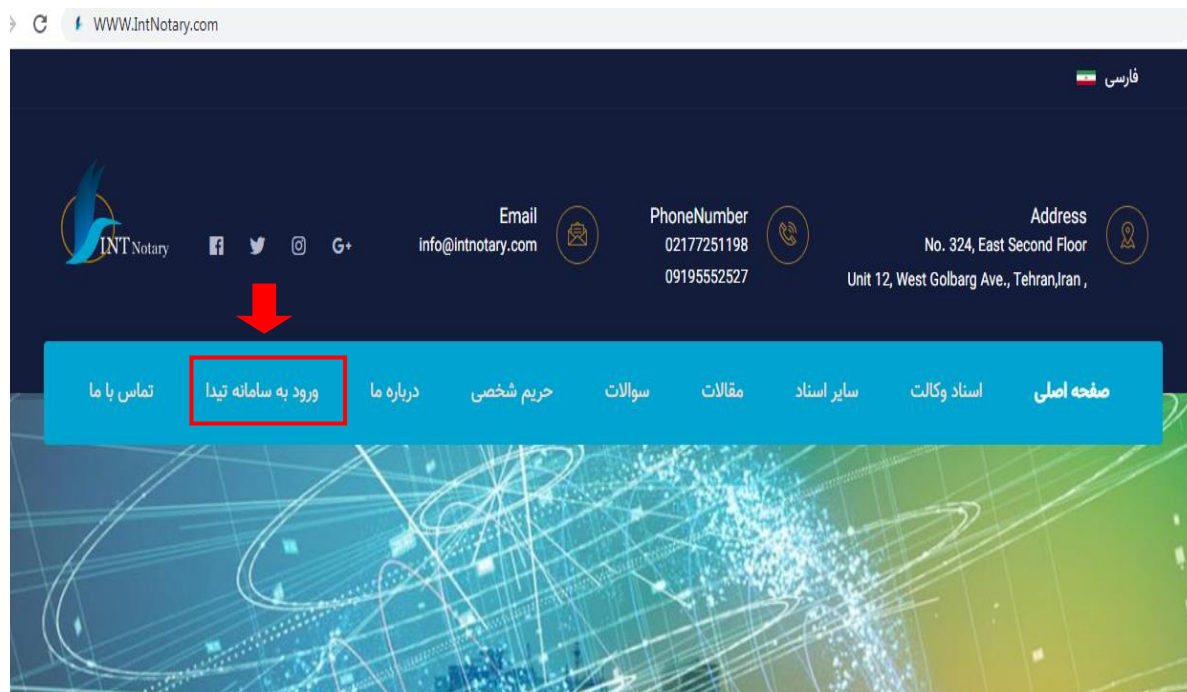 WWW.IntNotary.com
فارسی
INT Notary
G+
Email
info@intnotary.com
PhoneNumber
02177251198
09195552527
Address
No. 324, East Second Floor
Unit 12, West Golbarg Ave., Tehran,Iran ,
صفحه اصلی
اسناد وکالت
سایر اسناد
مقالات
سوالات
حریم شخصی
درباره ما
ورود به سامانه تیدا
تماس با ما